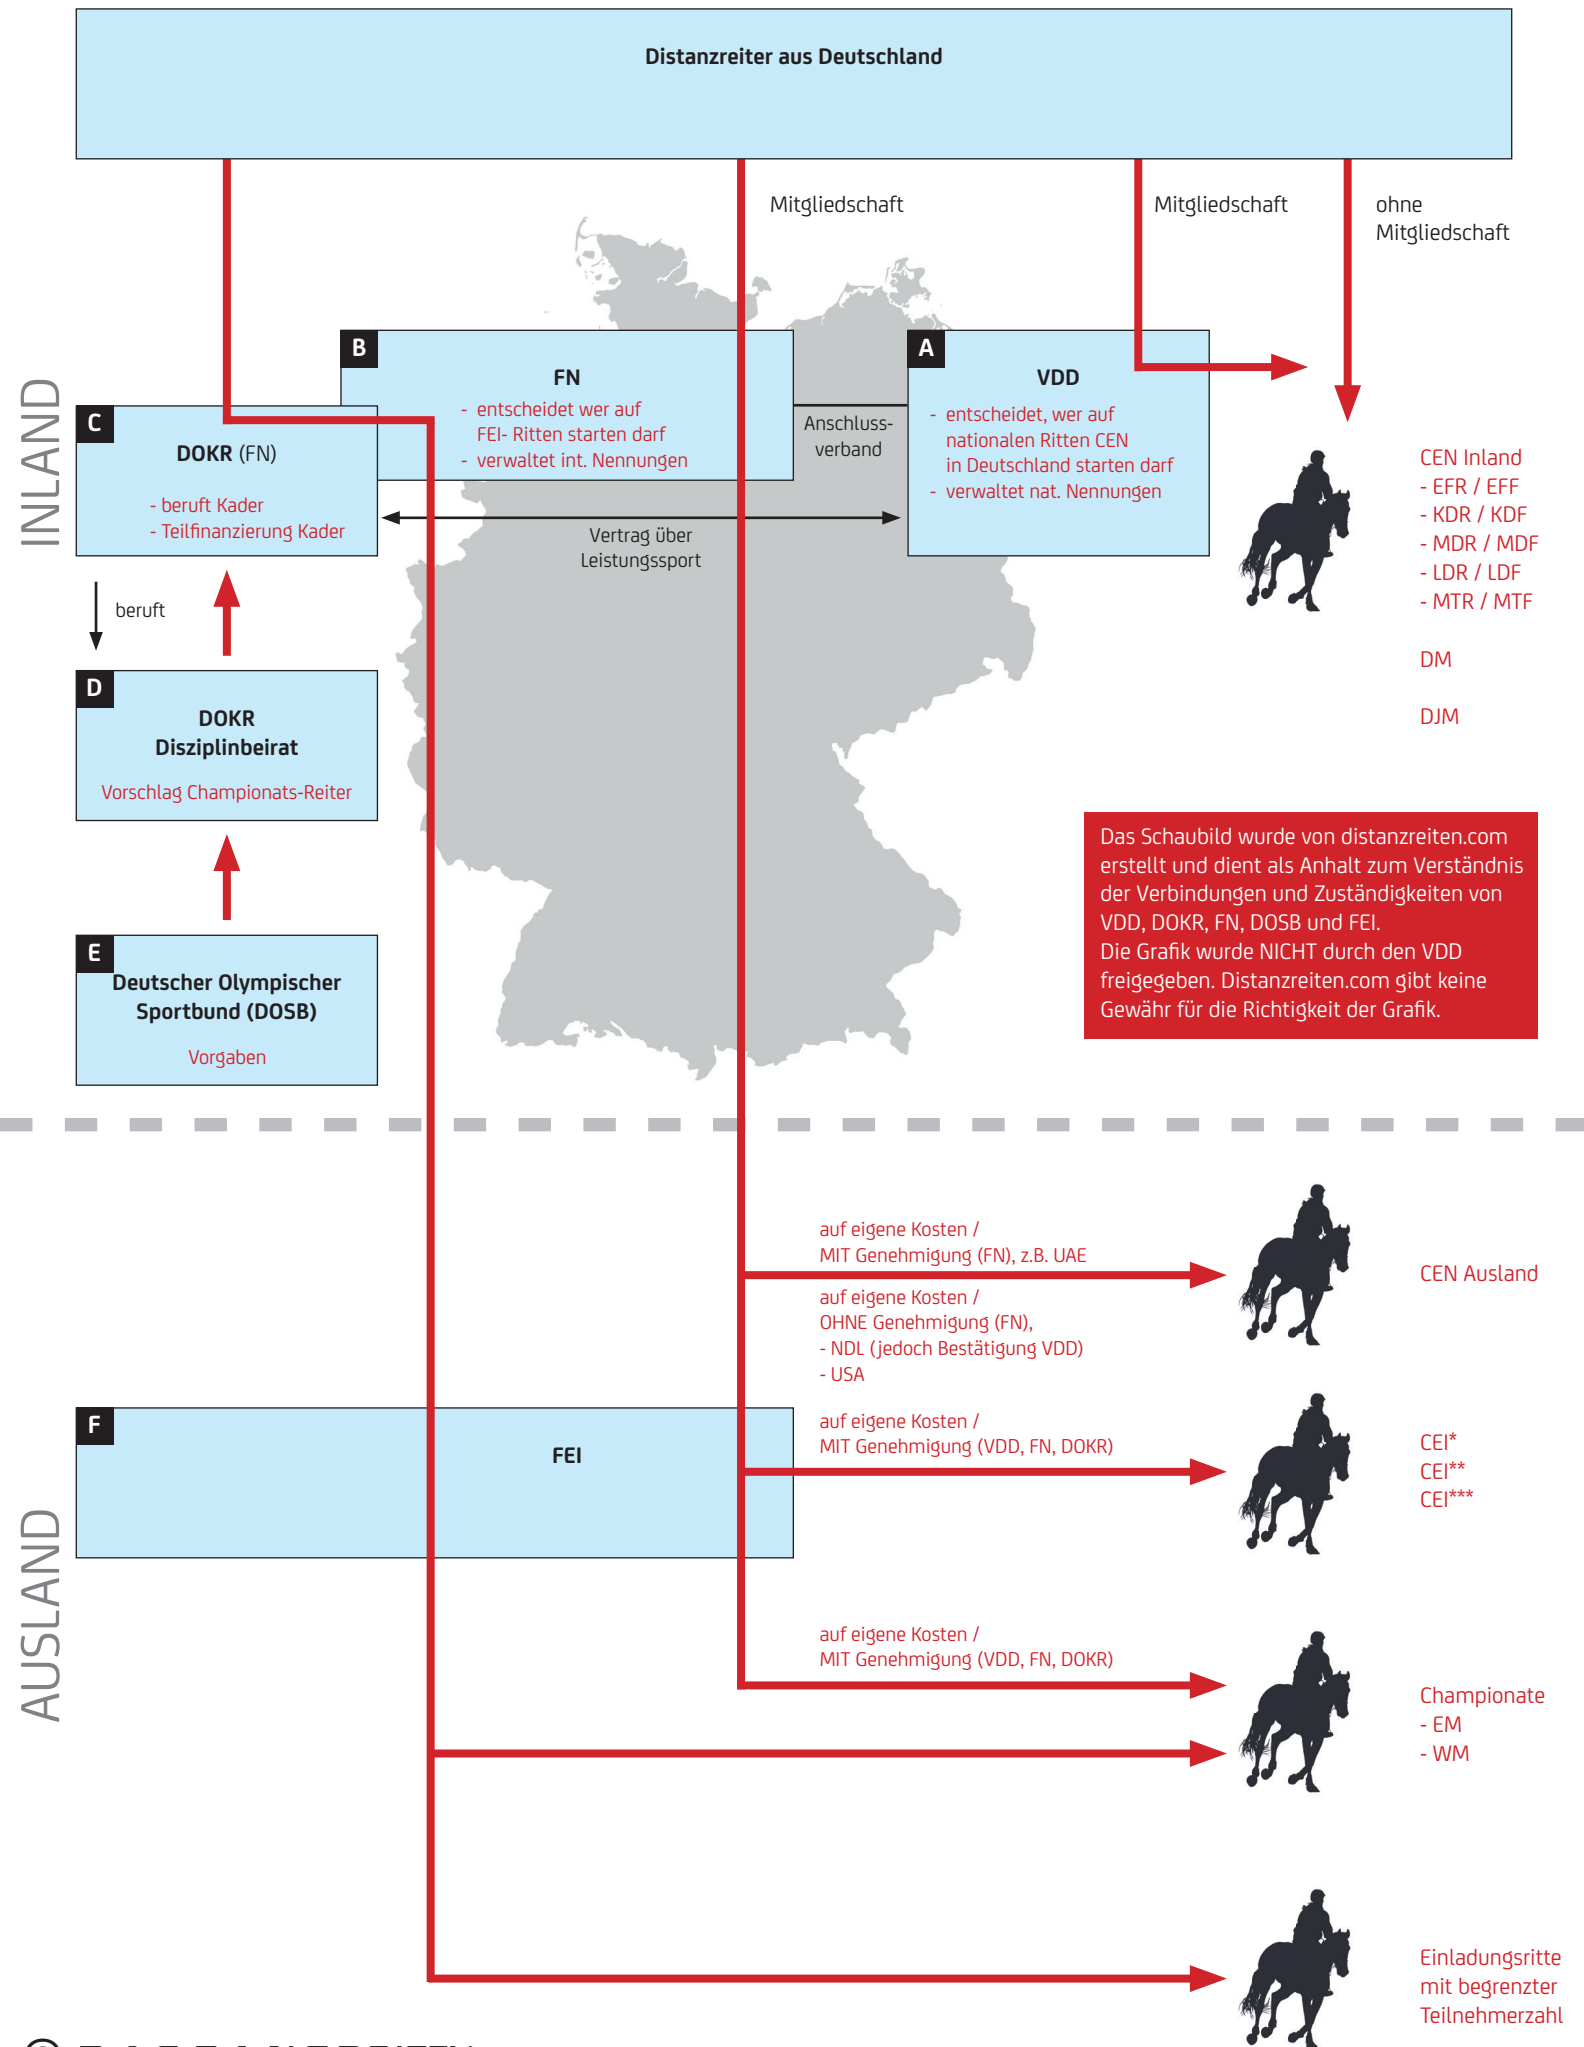 Distanzreiter aus Deutschland
Mitgliedschaft
Mitgliedschaft
ohne
Mitgliedschaft
INLAND
B
FN
- entscheidet wer auf
FEI- Ritten starten darf
- verwaltet int. Nennungen
A
VDD
- entscheidet, wer auf
nationalen Ritten CEN
in Deutschland starten darf
- verwaltet nat. Nennungen
Anschluss-
verband
C
DOKR (FN)
- beruft Kader
- Teilfinanzierung Kader
Vertrag über
Leistungssport
CEN Inland
- EFR / EFF
- KDR / KDF
- MDR / MDF
- LDR / LDF
- MTR / MTF
DM
DJM
beruft
D
DOKR
Disziplinbeirat
Vorschlag Championats-Reiter
Das Schaubild wurde von distanzreiten.com
erstellt und dient als Anhalt zum Verständnis
der Verbindungen und Zuständigkeiten von
VDD, DOKR, FN, DOSB und FEI.
Die Grafik wurde NICHT durch den VDD
freigegeben. Distanzreiten.com gibt keine
Gewähr für die Richtigkeit der Grafik.
E
Deutscher Olympischer
Sportbund (DOSB)
Vorgaben
AUSLAND
auf eigene Kosten /
MIT Genehmigung (FN), z.B. UAE
CEN Ausland
auf eigene Kosten /
OHNE Genehmigung (FN),
- NDL (jedoch Bestätigung VDD)
- USA
F
FEI
auf eigene Kosten /
MIT Genehmigung (VDD, FN, DOKR)
CEI*
CEI**
CEI***
auf eigene Kosten /
MIT Genehmigung (VDD, FN, DOKR)
Championate
- EM
- WM
Einladungsritte
mit begrenzter
Teilnehmerzahl